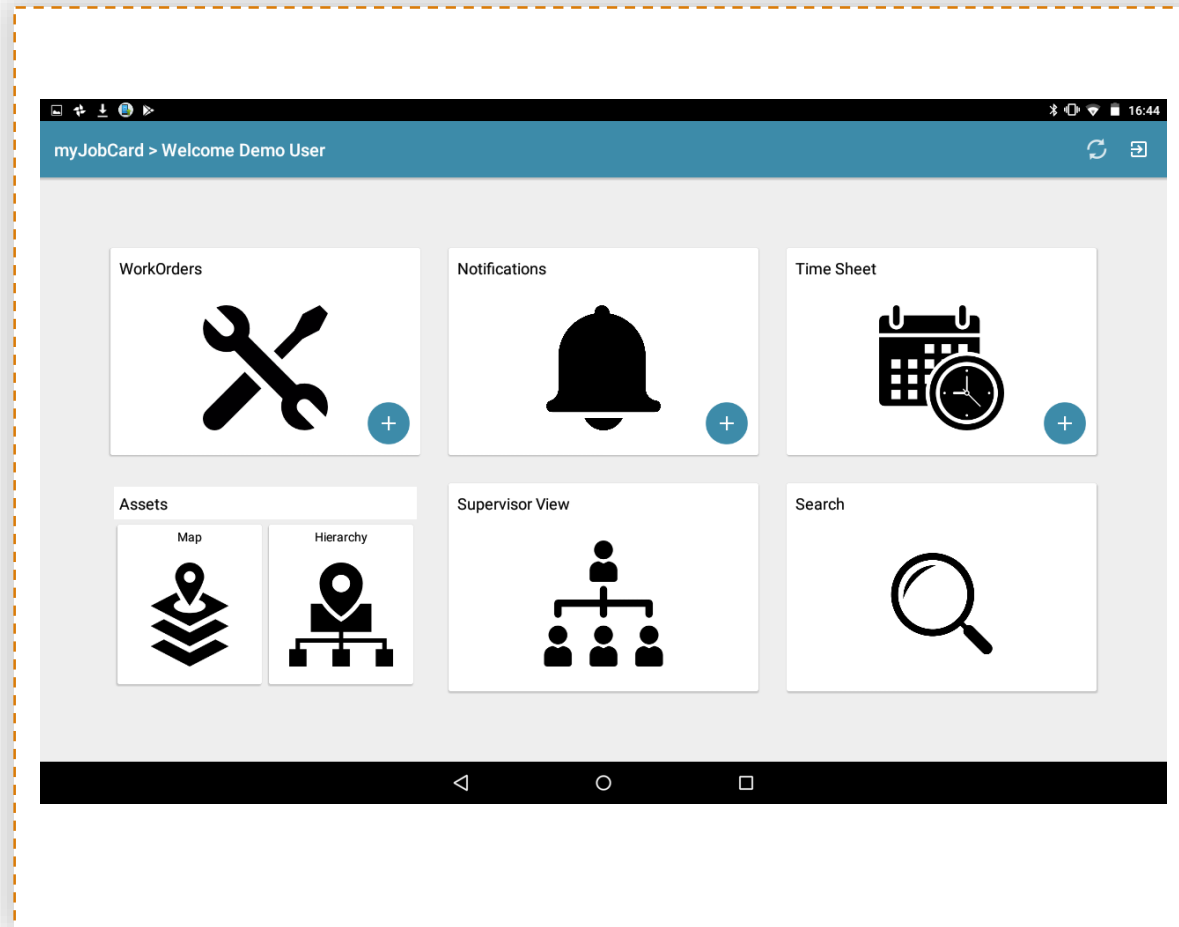 16:44
myJobCard > Welcome Demo User
WorkOrders
Notifications
Time Sheet
Assets
Map
Hierarchy
Supervisor View
Search